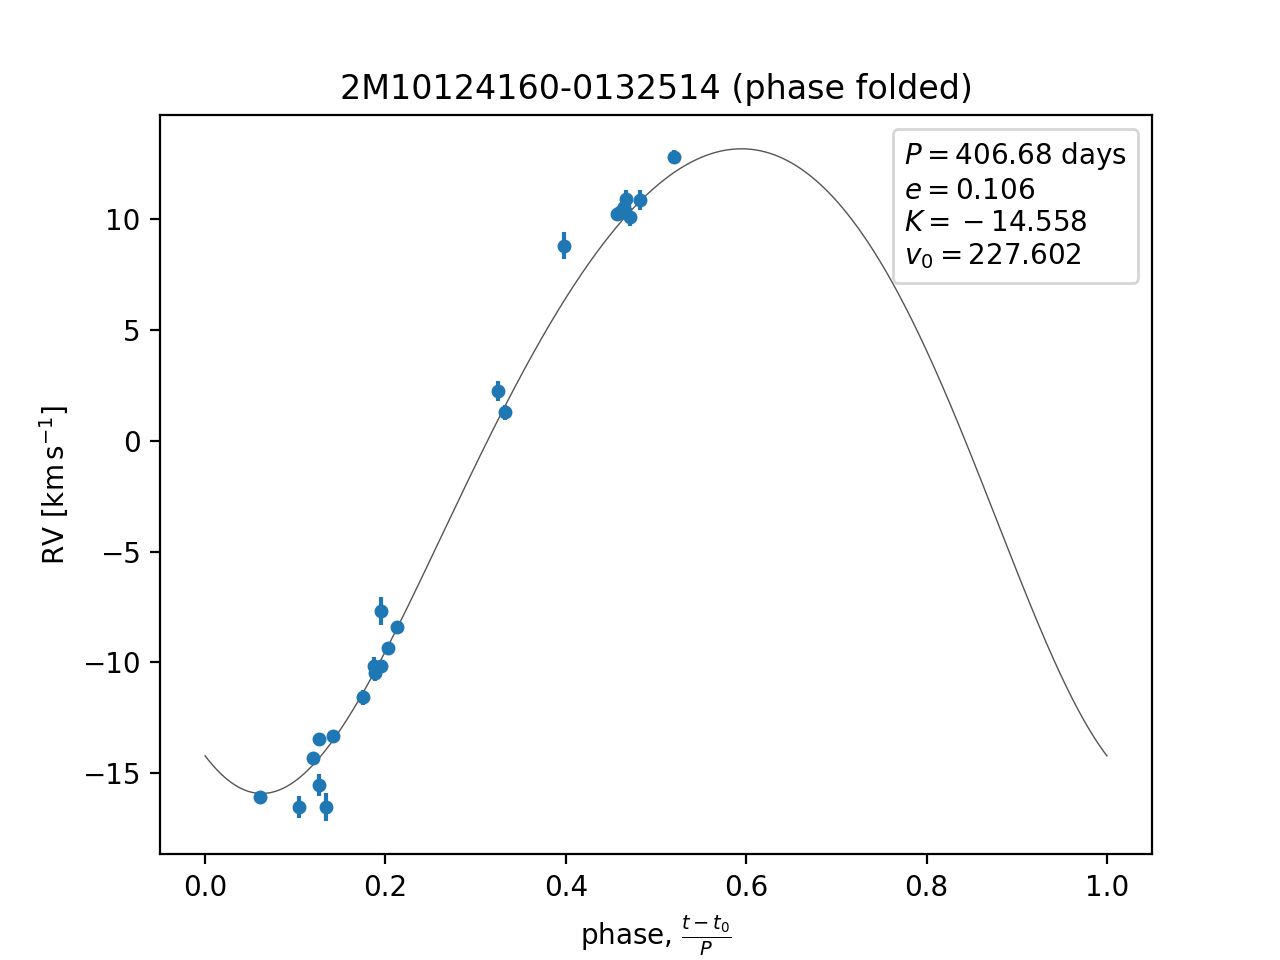 2M10124160-0132514 (phase folded)
P = 406.68 days
e = 0.106
K = −14.558
v₀ = 227.602
RV [km s⁻¹]
10
5
0
−5
−10
−15
0.0 0.2 0.4 0.6 0.8 1.0
phase, (t − t₀)/P